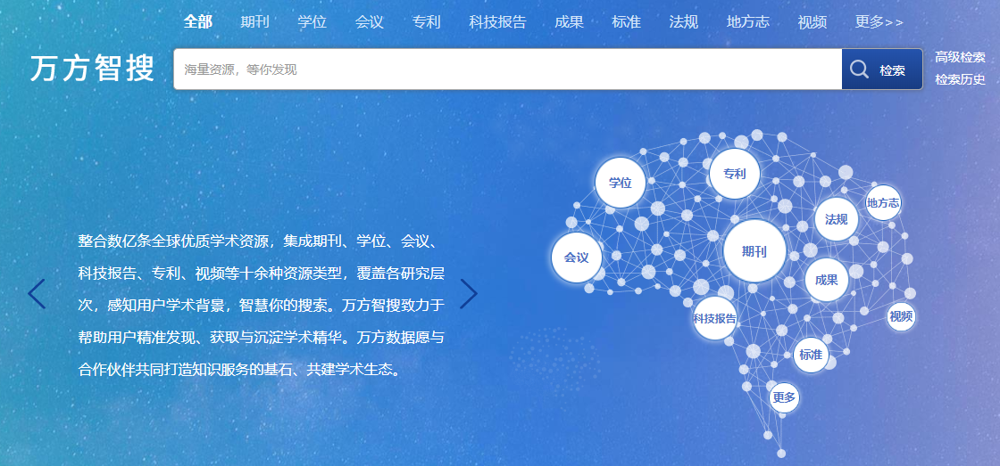 全部 期刊 学位 会议 专利 科技报告 成果 标准 法规 地方志 视频 更多>>
万方智搜
海量资源，等你发现
检索
高级检索
检索历史
整合数亿条全球优质学术资源，集成期刊、学位、会议、
科技报告、专利、视频等十余种资源类型，覆盖各研究层
次，感知用户学术背景，智慧你的搜索。万方智搜致力于
帮助用户精准发现、获取与沉淀学术精华。万方数据愿与
合作伙伴共同打造知识服务的基石、共建学术生态。
学位
专利
地方志
法规
会议
期刊
成果
科技报告
视频
标准
更多